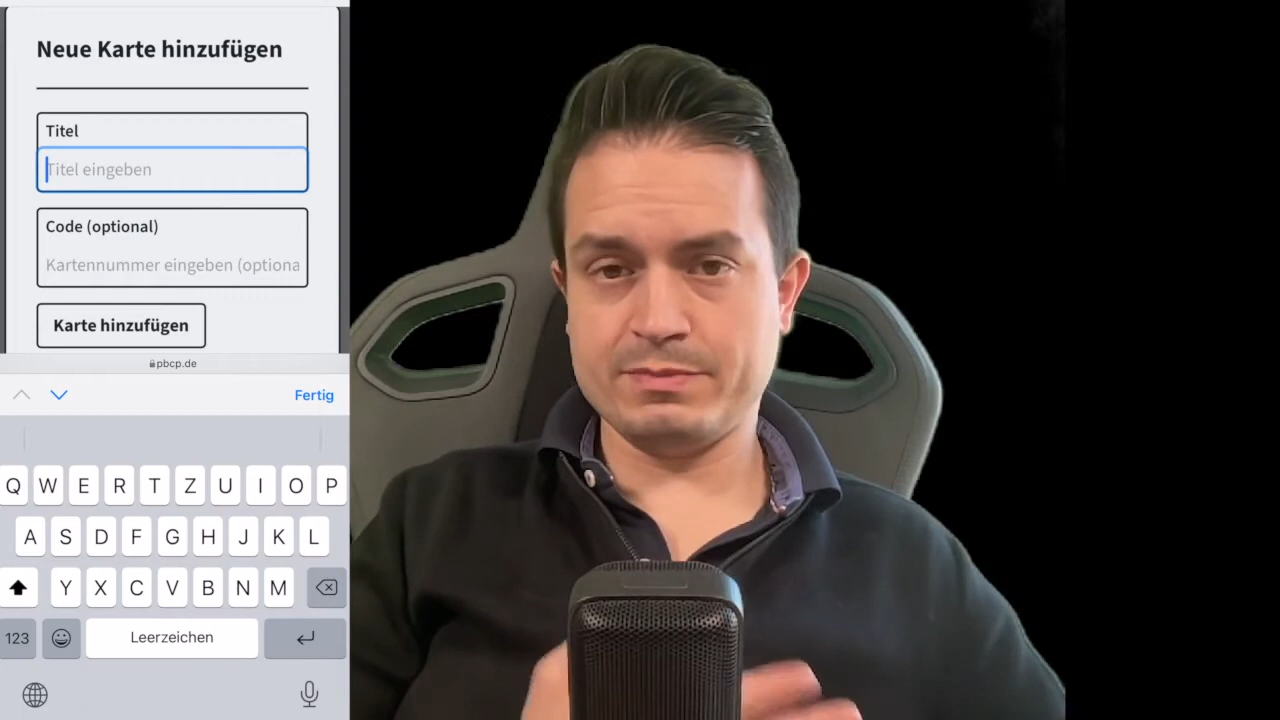 Neue Karte hinzufügen
Titel
Titel eingeben
Code (optional)
Kartennummer eingeben (optiona
Karte hinzufügen
pbcp.de
Fertig
Q W E R T Z U I O P
A S D F G H J K L
Y X C V B N M
123
Leerzeichen